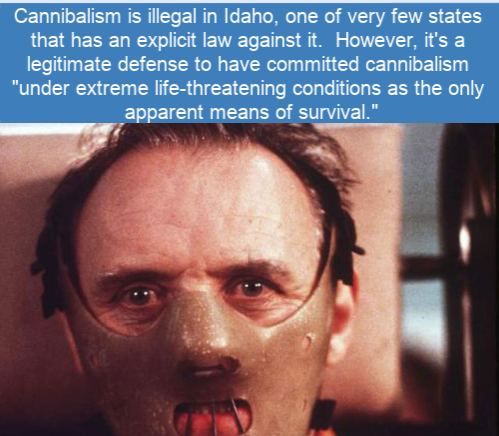 Cannibalism is illegal in Idaho, one of very few states
that has an explicit law against it.  However, it's a
legitimate defense to have committed cannibalism
"under extreme life-threatening conditions as the only
apparent means of survival."